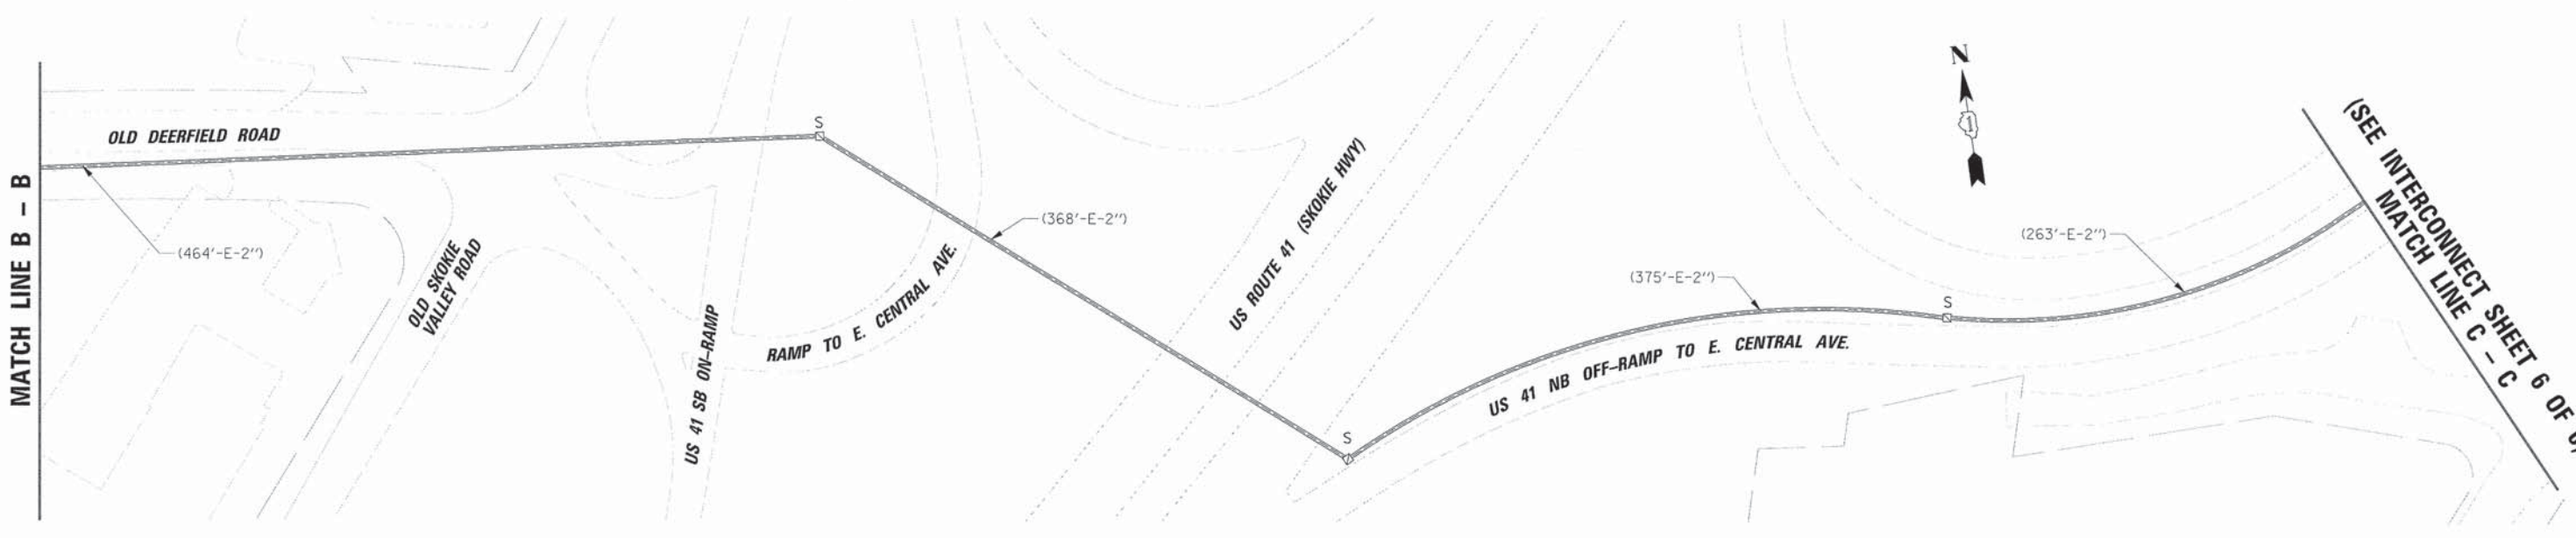 MATCH LINE B - B
OLD DEERFIELD ROAD
(464'-E-2")
OLD SKOKIE
VALLEY ROAD
S
US 41 SB ON-RAMP
RAMP TO E. CENTRAL AVE.
(368'-E-2")
US ROUTE 41 (SKOKIE HWY)
S
US 41 NB OFF-RAMP TO E. CENTRAL AVE.
(375'-E-2")
S
N
1
(263'-E-2")
(SEE INTERCONNECT SHEET 6 OF
MATCH LINE C - C